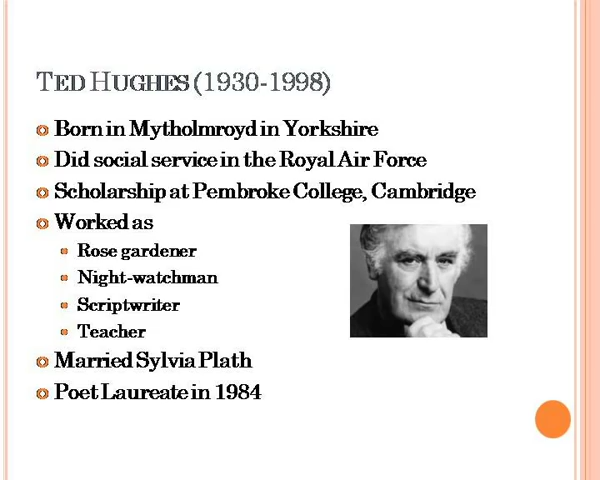 TED HUGHES (1930-1998)
Born in Mytholmroyd in Yorkshire
Did social service in the Royal Air Force
Scholarship at Pembroke College, Cambridge
Worked as
Rose gardener
Night-watchman
Scriptwriter
Teacher
Married Sylvia Plath
Poet Laureate in 1984